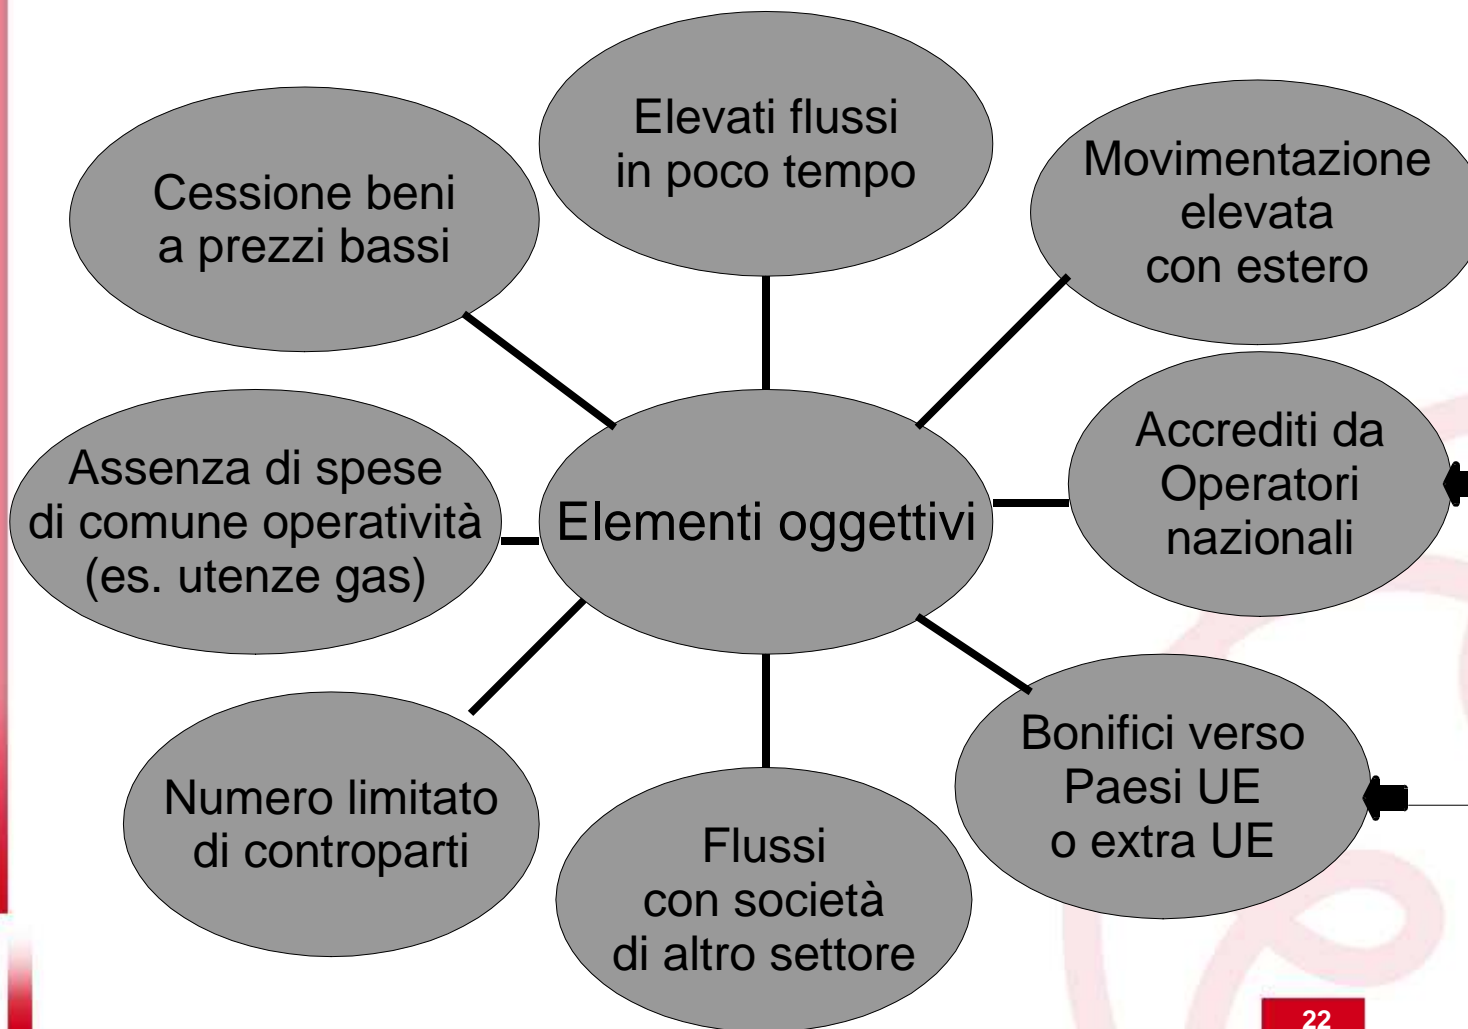 Elevati flussi
in poco tempo
Movimentazione
elevata
con estero
Cessione beni
a prezzi bassi
Accrediti da
Operatori
nazionali
Assenza di spese
di comune operatività
(es. utenze gas)
Elementi oggettivi
Bonifici verso
Paesi UE
o extra UE
Numero limitato
di controparti
Flussi
con società
di altro settore
22